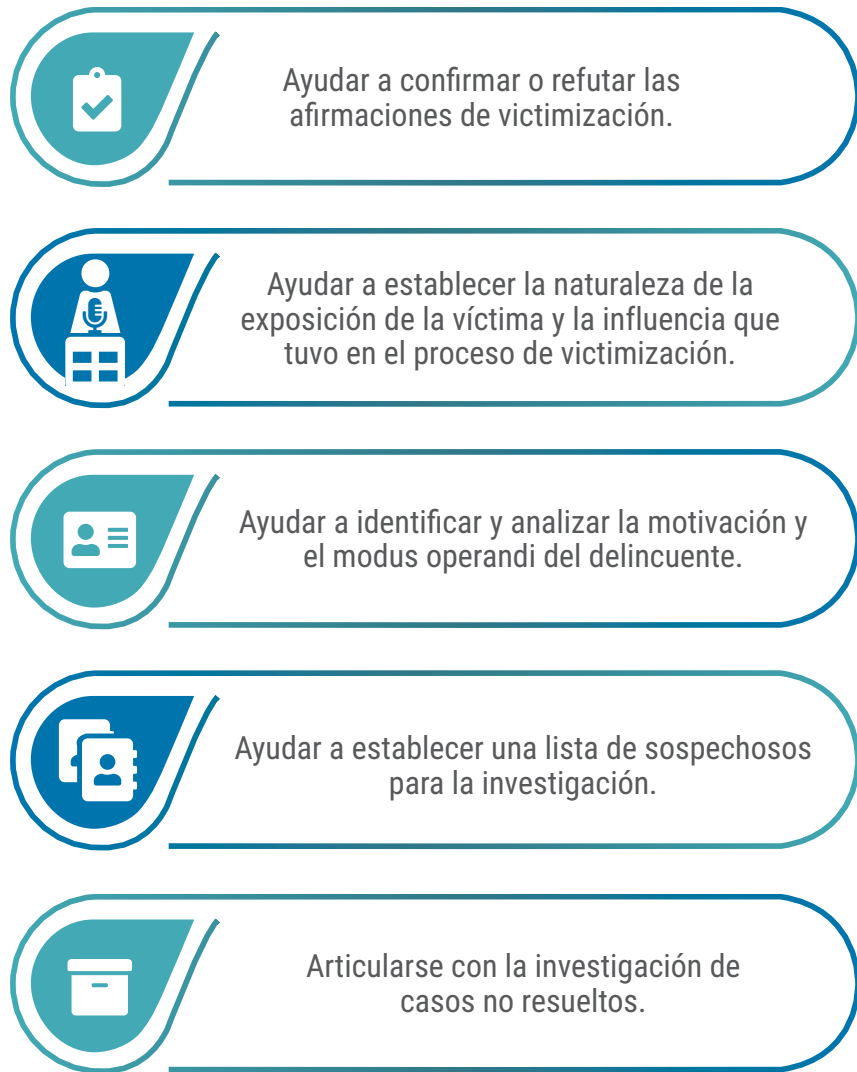 Ayudar a confirmar o refutar las
afirmaciones de victimización.
Ayudar a establecer la naturaleza de la
exposición de la víctima y la influencia que
tuvo en el proceso de victimización.
Ayudar a identificar y analizar la motivación y
el modus operandi del delincuente.
Ayudar a establecer una lista de sospechosos
para la investigación.
Articularse con la investigación de
casos no resueltos.